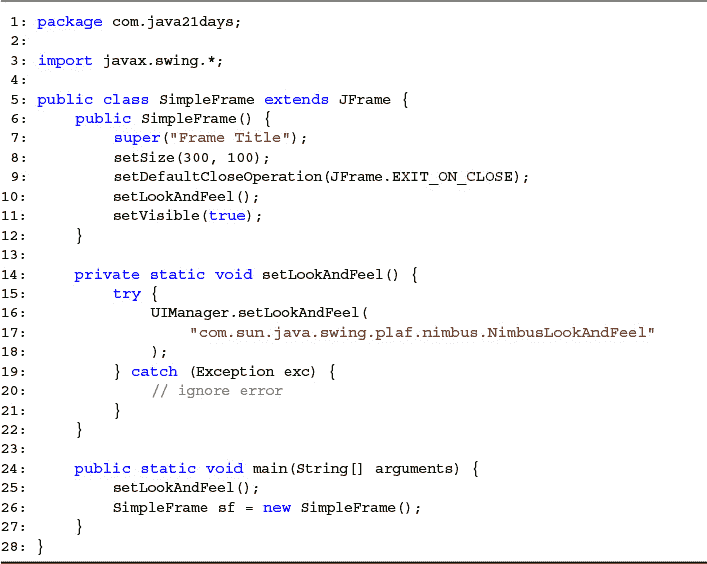 1: package com.java21days;
2:
3: import javax.swing.*;
4:
5: public class SimpleFrame extends JFrame {
6:     public SimpleFrame() {
7:         super("Frame Title");
8:         setSize(300, 100);
9:         setDefaultCloseOperation(JFrame.EXIT_ON_CLOSE);
10:         setLookAndFeel();
11:         setVisible(true);
12:     }
13:
14:     private static void setLookAndFeel() {
15:         try {
16:             UIManager.setLookAndFeel(
17:                 "com.sun.java.swing.plaf.nimbus.NimbusLookAndFeel"
18:             );
19:         } catch (Exception exc) {
20:             // ignore error
21:         }
22:     }
23:
24:     public static void main(String[] arguments) {
25:         setLookAndFeel();
26:         SimpleFrame sf = new SimpleFrame();
27:     }
28: }